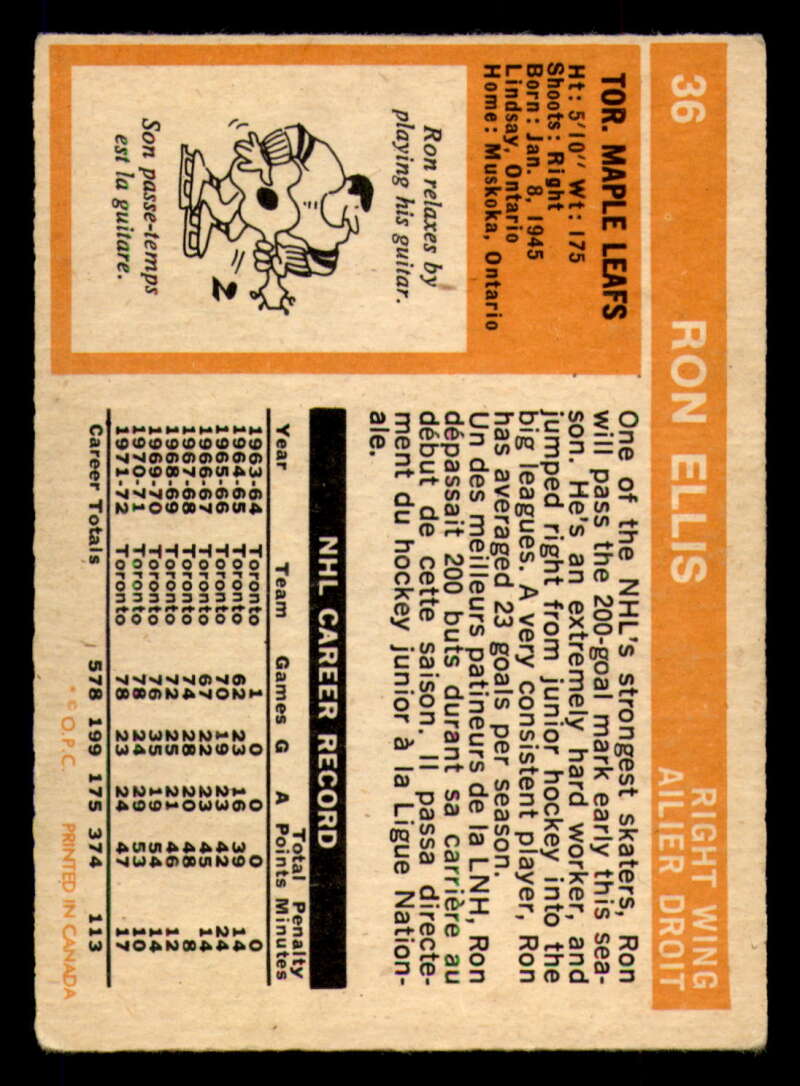 36 RON ELLIS RIGHT WING
AILIER DROIT
TOR. MAPLE LEAFS
Ht: 5'10" Wt: 175
Shoots: Right
Born: Jan. 8, 1945
Lindsay, Ontario
Home: Muskoka, Ontario
Ron relaxes by
playing his guitar.
Son passe-temps
est la guitare.
One of the NHL's strongest skaters, Ron
will pass the 200-goal mark early this sea-
son. He's an extremely hard worker, and
jumped right from junior hockey into the
big leagues. A very consistent player, Ron
has averaged 23 goals per season.
Un des meilleurs patineurs de la LNH, Ron
dépassait 200 buts durant sa carrière au
début de cette saison. Il passa directe-
ment du hockey junior à la Ligue Nation-
ale.
NHL CAREER RECORD
Total Penalty
Year Team Games G A Points Minutes
1963-64 Toronto 1 0 0 0 0
1964-65 Toronto 62 23 16 39 14
1965-66 Toronto 70 19 23 42 24
1966-67 Toronto 67 22 23 45 14
1967-68 Toronto 74 28 20 48 8
1968-69 Toronto 72 25 21 46 12
1969-70 Toronto 76 35 19 54 14
1970-71 Toronto 78 24 29 53 10
1971-72 Toronto 78 23 24 47 17
Career Totals 578 199 175 374 113
* © O.P.C. PRINTED IN CANADA